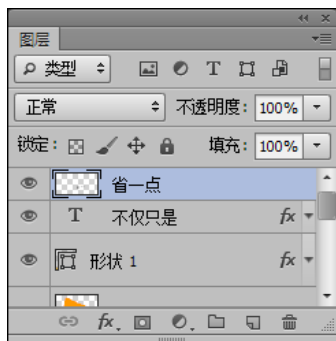 图层
类型
T
正常 不透明度: 100%
锁定: 填充: 100%
省一点
T 不仅只是 fx
形状 1 fx
fx